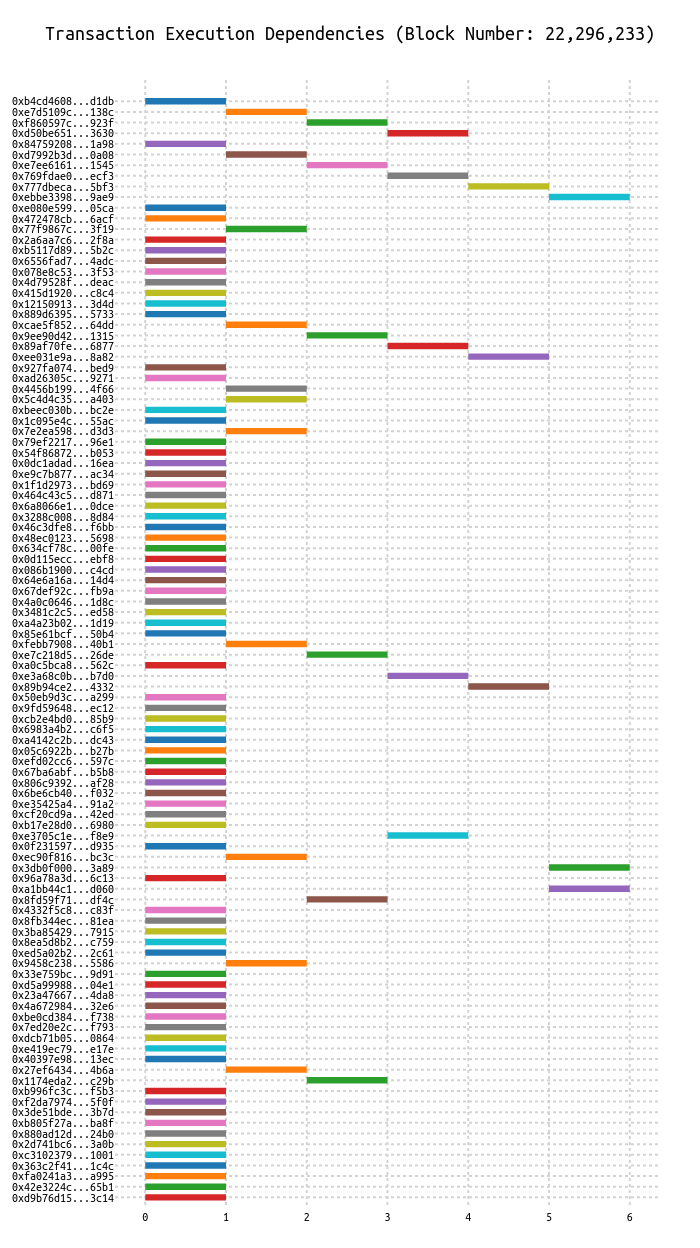 Transaction Execution Dependencies (Block Number: 22,296,233)
0xb4cd4608...d1db
0xe7d5109c...138c
0xf860597c...923f
0xd50be651...3630
0x84759208...1a98
0xd7992b3d...0a08
0xe7ee6161...1545
0x769fdae0...ecf3
0x777dbeca...5bf3
0xebbe3398...9ae9
0xe080e599...05ca
0x472478cb...6acf
0x77f9867c...3f19
0x2a6aa7c6...2f8a
0xb5117d89...5b2c
0x6556fad7...4adc
0x078e8c53...3f53
0x4d79528f...deac
0x415d1920...c8c4
0x12150913...3d4d
0x889d6395...5733
0xcae5f852...64dd
0x9ee90d42...1315
0x89af70fe...6877
0xee031e9a...8a82
0x927fa074...bed9
0xad26305c...9271
0x4456b199...4f66
0x5c4d4c35...a403
0xbeec030b...bc2e
0x1c095e4c...55ac
0x7e2ea598...d3d3
0x79ef2217...96e1
0x54f86872...b053
0x0dc1adad...16ea
0xe9c7b877...ac34
0x1f1d2973...bd69
0x464c43c5...d871
0x6a8066e1...0dce
0x3288c008...8d84
0x46c3dfe8...f6bb
0x48ec0123...5698
0x634cf78c...00fe
0x0d115ecc...ebf8
0x086b1900...c4cd
0x64e6a16a...14d4
0x67def92c...fb9a
0x4a0c0646...1d8c
0x3481c2c5...ed58
0xa4a23b02...1d19
0x85e61bcf...50b4
0xfebb7908...40b1
0xe7c218d5...26de
0xa0c5bca8...562c
0xe3a68c0b...b7d0
0x89b94ce2...4332
0x50eb9d3c...a299
0x9fd59648...ec12
0xcb2e4bd0...85b9
0x6983a4b2...c6f5
0xa4142c2b...dc43
0x05c6922b...b27b
0xefd02cc6...597c
0x67ba6abf...b5b8
0x806c9392...af28
0x6be6cb40...f032
0xe35425a4...91a2
0xcf20cd9a...42ed
0xb17e28d0...6980
0xe3705c1e...f8e9
0x0f231597...d935
0xec90f816...bc3c
0x3db0f000...3a89
0x96a78a3d...6c13
0xa1bb44c1...d060
0x8fd59f71...df4c
0x4332f5c8...c83f
0x8fb344ec...81ea
0x3ba85429...7915
0x8ea5d8b2...c759
0xed5a02b2...2c61
0x9458c238...5586
0x33e759bc...9d91
0xd5a99988...04e1
0x23a47667...4da8
0x4a672984...32e6
0xbe0cd384...f738
0x7ed20e2c...f793
0xdcb71b05...0864
0xe419ec79...e17e
0x40397e98...13ec
0x27ef6434...4b6a
0x1174eda2...c29b
0xb996fc3c...f5b3
0xf2da7974...5f0f
0x3de51bde...3b7d
0xb805f27a...ba8f
0x880ad12d...24b0
0x2d741bc6...3a0b
0xc3102379...1001
0x363c2f41...1c4c
0xfa0241a3...a995
0x42e3224c...65b1
0xd9b76d15...3c14
0 1 2 3 4 5 6